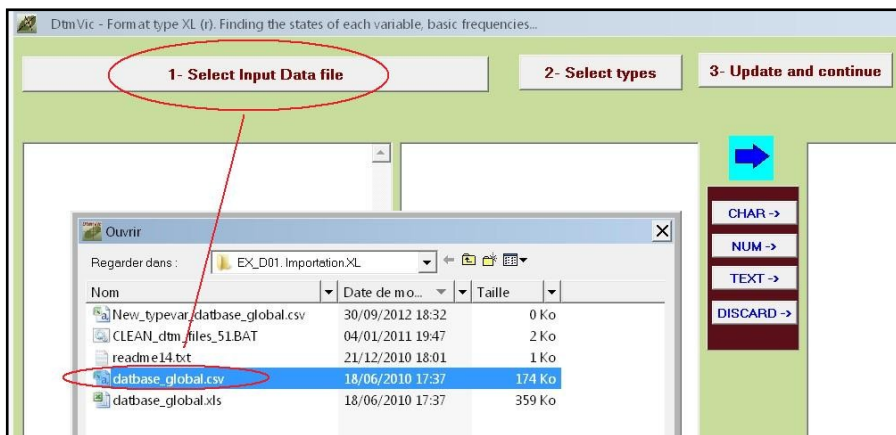 DtmVic - Format type XL (r). Finding the states of each variable, basic frequencies...
1- Select Input Data file
2- Select types
3- Update and continue
CHAR ->
NUM ->
TEXT ->
DISCARD ->
Ouvrir
Regarder dans : EX_D01. Importation.XL
Nom Date de mo... Taille
New_typevar_datbase_global.csv 30/09/2012 18:32 0 Ko
CLEAN_dtm_files_51.BAT 04/01/2011 19:47 2 Ko
readme14.txt 21/12/2010 18:01 1 Ko
datbase_global.csv 18/06/2010 17:37 174 Ko
datbase_global.xls 18/06/2010 17:37 359 Ko